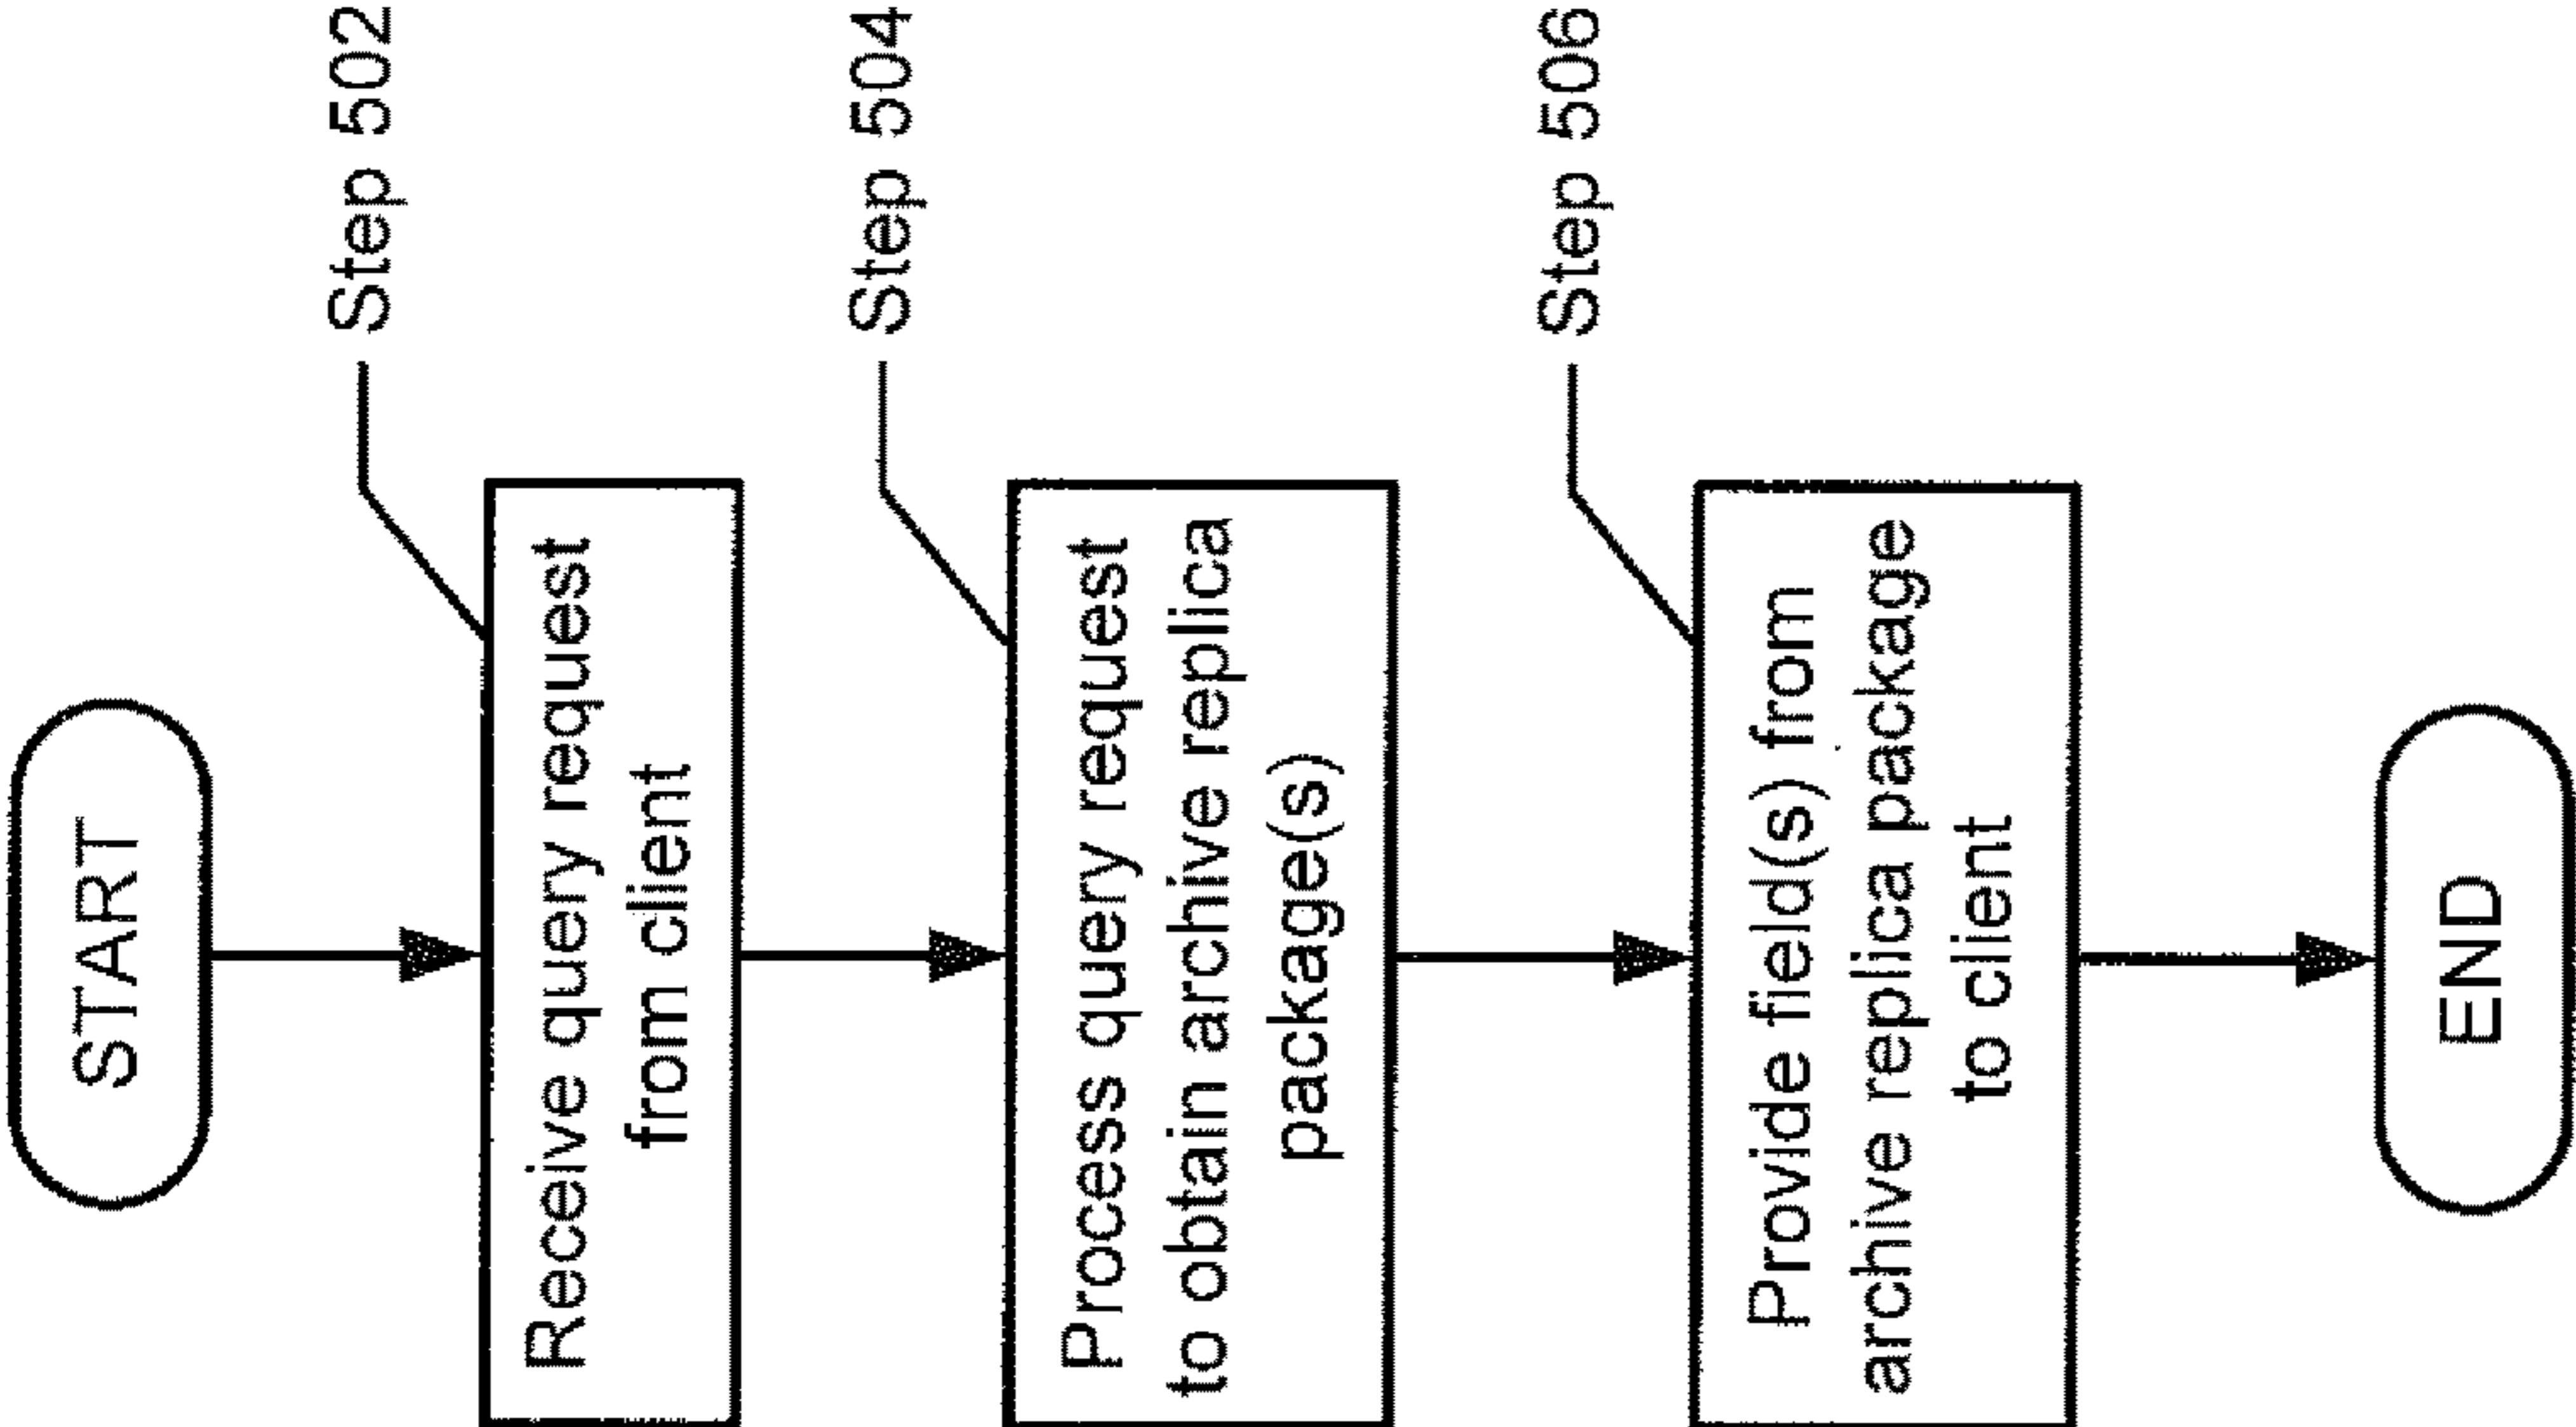 START
Step 502
Receive query request
from client
Step 504
Process query request
to obtain archive replica
package(s)
Step 506
Provide field(s) from
archive replica package
to client
END